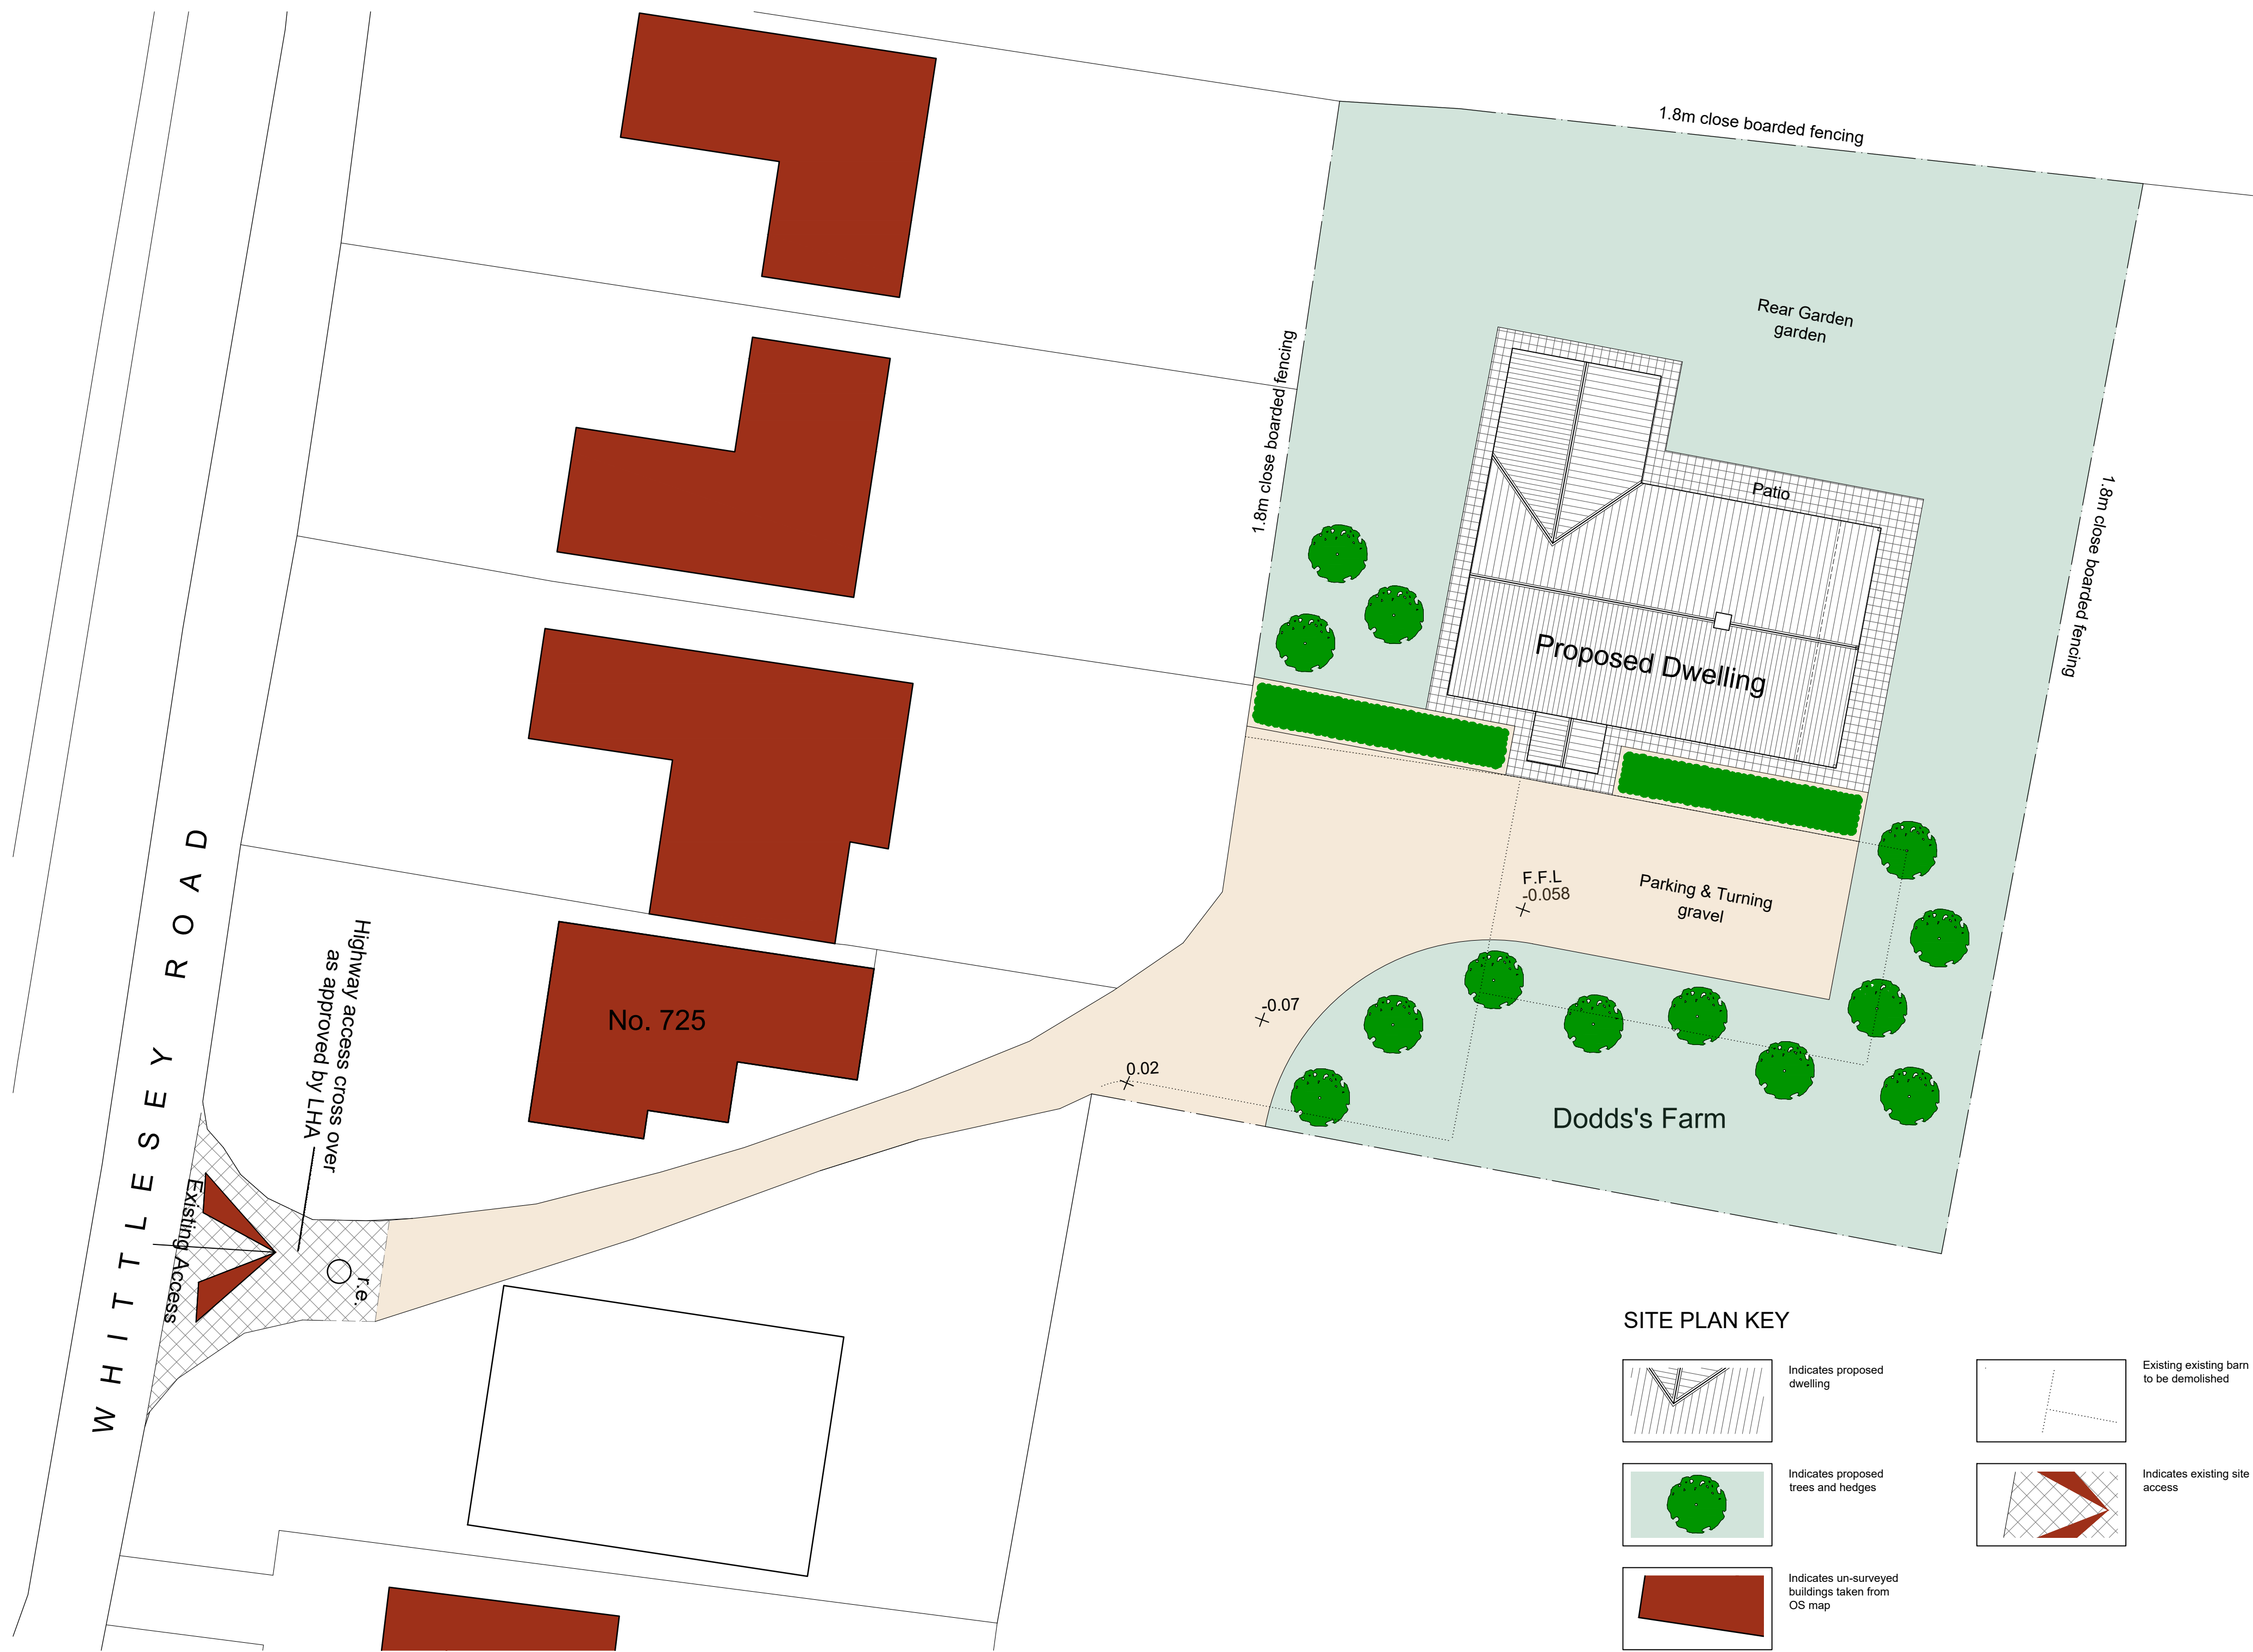 1.8m close boarded fencing
Rear Garden
garden
1.8m close boarded fencing
1.8m close boarded fencing
Patio
Proposed Dwelling
F.F.L
-0.058
Parking & Turning
gravel
-0.07
0.02
Dodds's Farm
No. 725
WHITTLESEY ROAD
Highway access cross over
as approved by LHA
Existing Access
r.e.
SITE PLAN KEY
Indicates proposed
dwelling
Existing existing barn
to be demolished
Indicates proposed
trees and hedges
Indicates existing site
access
Indicates un-surveyed
buildings taken from
OS map